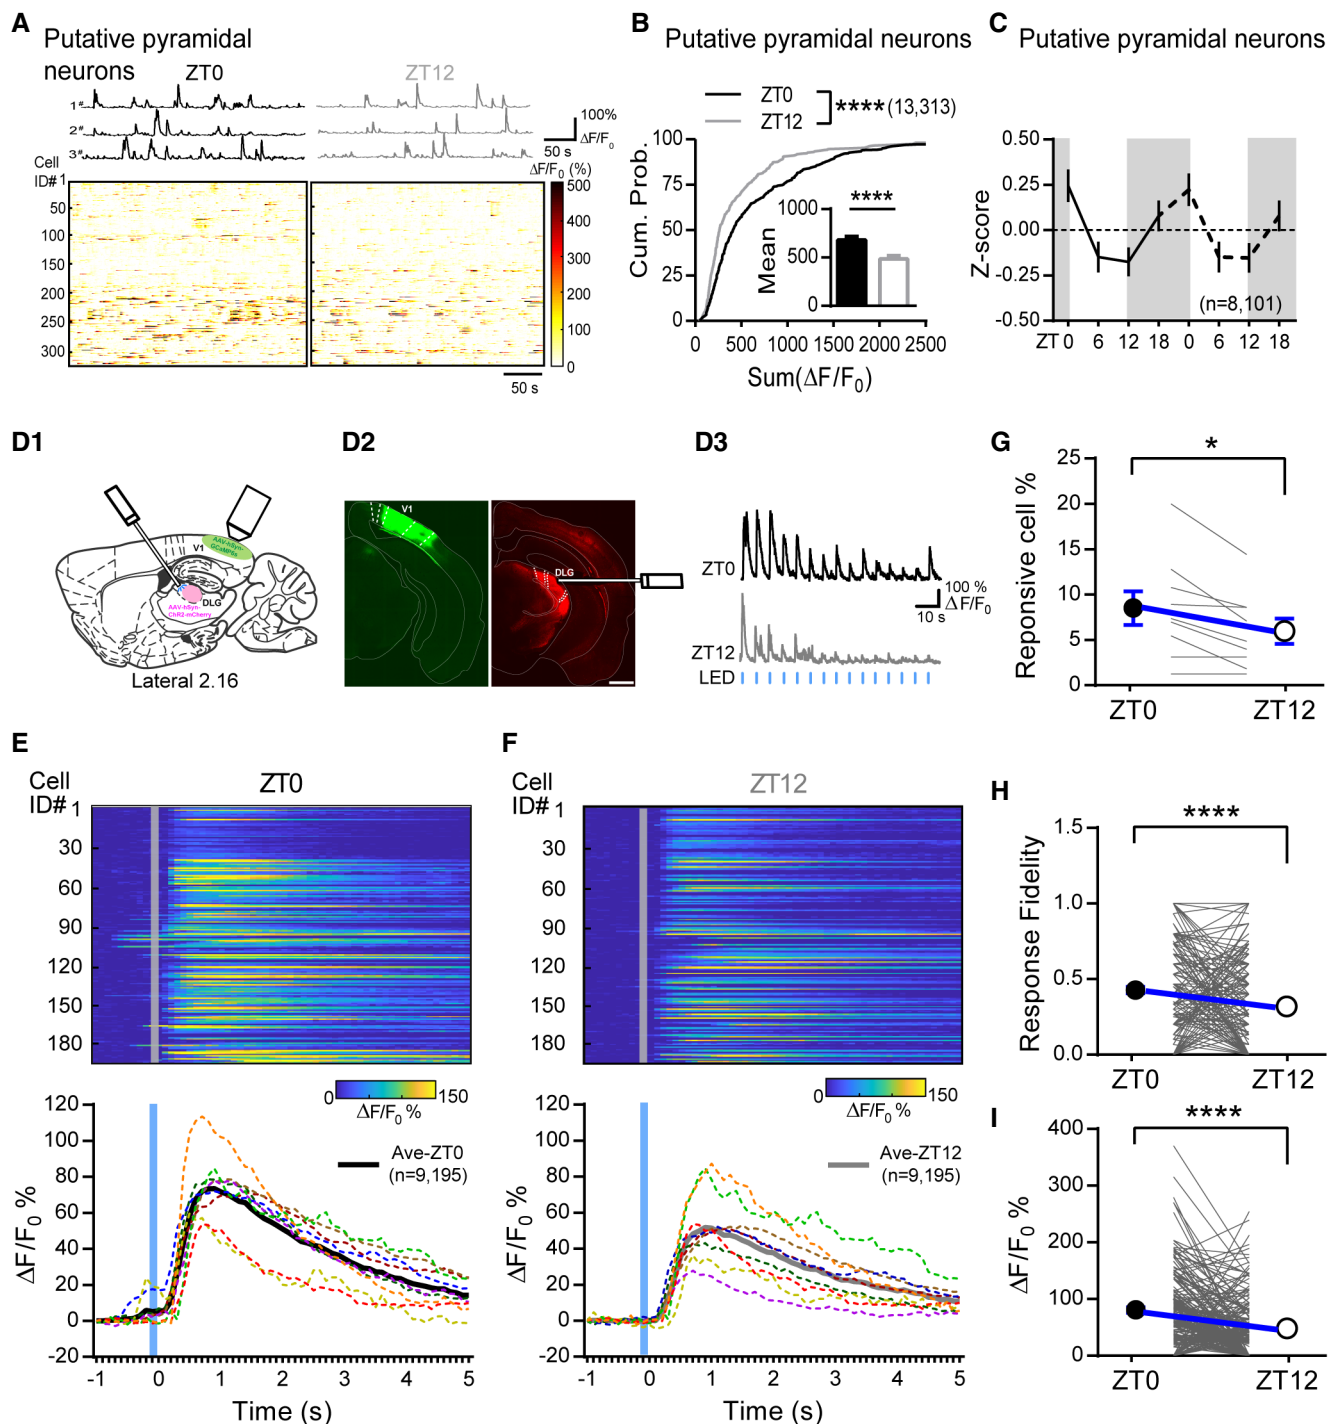 A
Putative pyramidal
neurons
ZT0
ZT12
1#
2#
3#
100%
ΔF/F0
50 s
Cell
ID#1
50
100
150
200
250
300
ΔF/F0 (%)
500
400
300
200
100
0
50 s
B
Putative pyramidal neurons
ZT0
ZT12
****(13,313)
Cum. Prob.
100
75
50
25
0
Mean
1000
500
0
****
0 500 1000 1500 2000 2500
Sum(ΔF/F0)
C
Putative pyramidal neurons
Z-score
0.50
0.25
0.00
-0.25
-0.50
(n=8,101)
ZT 0 6 12 18 0 6 12 18
D1
V1
AAV-hSyn-
GCaMP6s
DLG
AAV-hSyn-
ChR2-mCherry
Lateral 2.16
D2
V1
DLG
D3
ZT0
100 %
ΔF/F0
10 s
ZT12
LED
G
*
Reponsive cell %
25
20
15
10
5
0
ZT0 ZT12
E
Cell
ID# 1
ZT0
30
60
90
120
150
180
0 150
ΔF/F0 %
ΔF/F0 %
120
100
80
60
40
20
0
-20
Ave-ZT0
(n=9,195)
-1 0 1 2 3 4 5
Time (s)
F
Cell
ID# 1
ZT12
30
60
90
120
150
180
0 150
ΔF/F0 %
ΔF/F0 %
120
100
80
60
40
20
0
-20
Ave-ZT12
(n=9,195)
-1 0 1 2 3 4 5
Time (s)
H
****
Response Fidelity
1.5
1.0
0.5
0.0
ZT0 ZT12
I
****
ΔF/F0 %
400
300
200
100
0
ZT0 ZT12